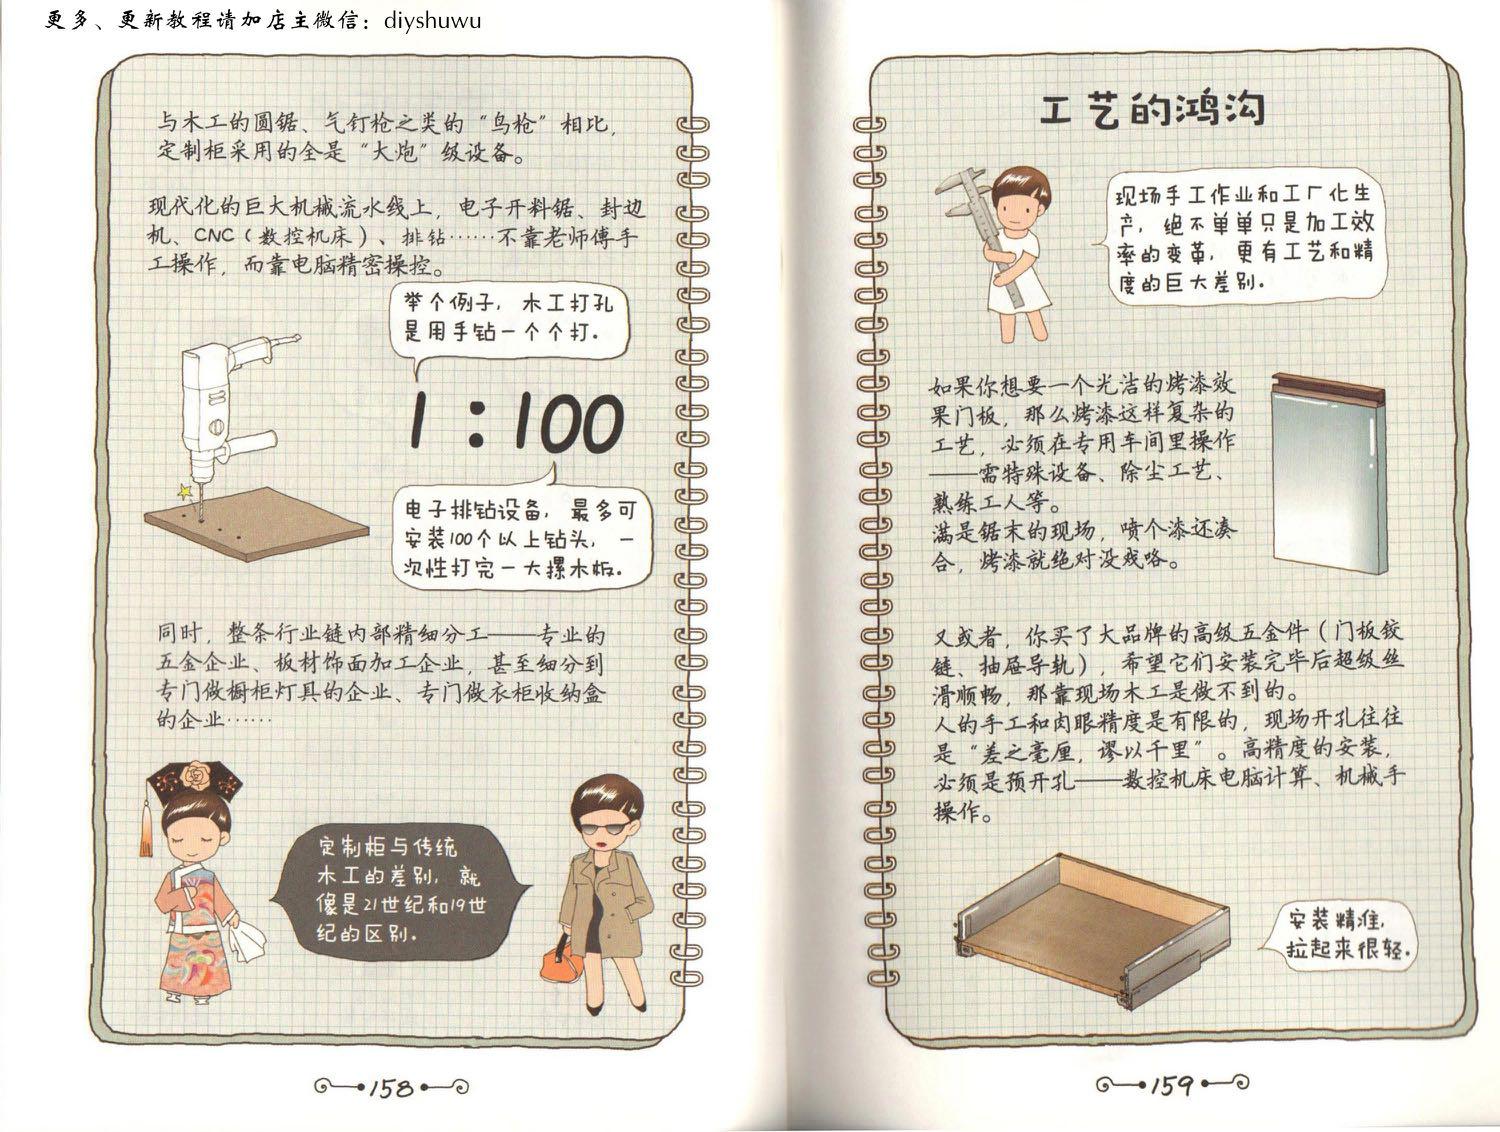 更多、更新教程请加店主微信：diyshuwu
与木工的圆锯、气钉枪之类的“鸟枪”相比，
定制柜采用的全是“大炮”级设备。
现代化的巨大机械流水线上，电子开料锯、封边
机、CNC（数控机床）、排钻……不靠老师傅手
工操作，而靠电脑精密操控。
举个例子，木工打孔
是用手钻一个个打.
1：100
电子排钻设备，最多可
安装100个以上钻头，一
次性打完一大摞木板.
同时，整条行业链内部精细分工——专业的
五金企业、板材饰面加工企业，甚至细分到
专门做橱柜灯具的企业、专门做衣柜收纳盒
的企业……
定制柜与传统
木工的差别，就
像是21世纪和19世
纪的区别.
158
工艺的鸿沟
现场手工作业和工厂化生
产，绝不单单只是加工效
率的变革，更有工艺和精
度的巨大差别.
如果你想要一个光洁的烤漆效
果门板，那么烤漆这样复杂的
工艺，必须在专用车间里操作
——需特殊设备、除尘工艺、
熟练工人等。
满是锯末的现场，喷个漆还凑
合，烤漆就绝对没戏咯。
又或者，你买了大品牌的高级五金件（门板铰
链、抽屉导轨），希望它们安装完毕后超级丝
滑顺畅，那靠现场木工是做不到的。
人的手工和肉眼精度是有限的，现场开孔往往
是“差之毫厘，谬以千里”。高精度的安装，
必须是预开孔——数控机床电脑计算、机械手
操作。
安装精准，
拉起来很轻.
159